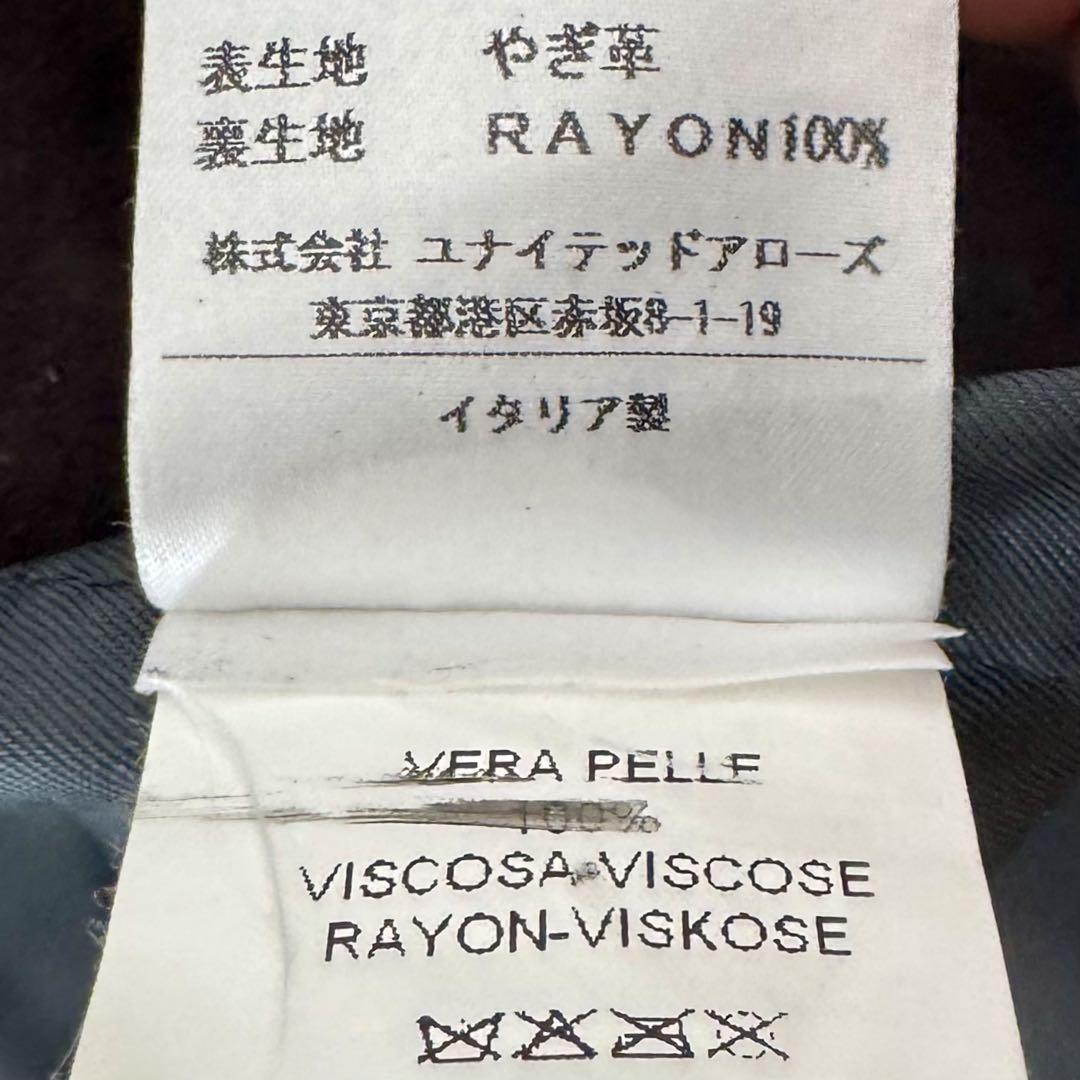 表生地 やぎ革
裏生地 RAYON100%
株式会社 ユナイテッドアローズ
東京都港区赤坂8-1-19
イタリア製
VERA PELLE
100%
VISCOSA-VISCOSE
RAYON-VISKOSE